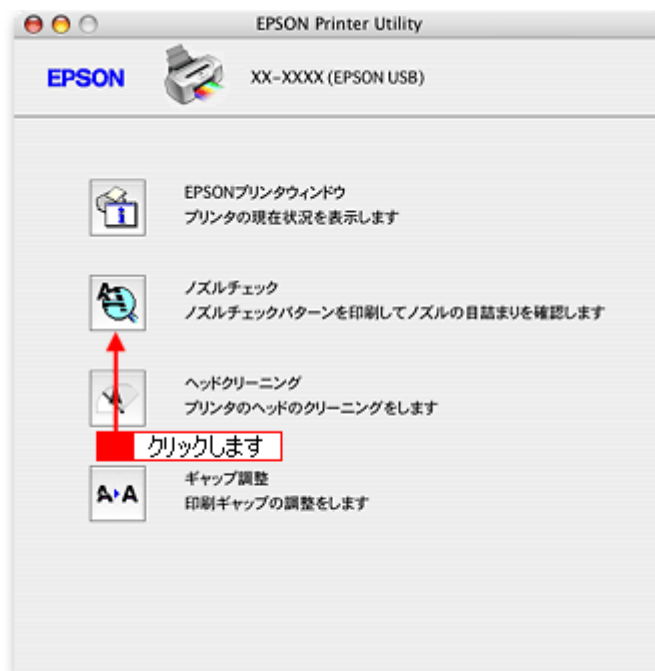 EPSON Printer Utility
EPSON
XX-XXXX (EPSON USB)
EPSONプリンタウィンドウ
プリンタの現在状況を表示します
ノズルチェック
ノズルチェックパターンを印刷してノズルの目詰まりを確認します
ヘッドクリーニング
プリンタのヘッドのクリーニングをします
クリックします
ギャップ調整
印刷ギャップの調整をします
A▸A